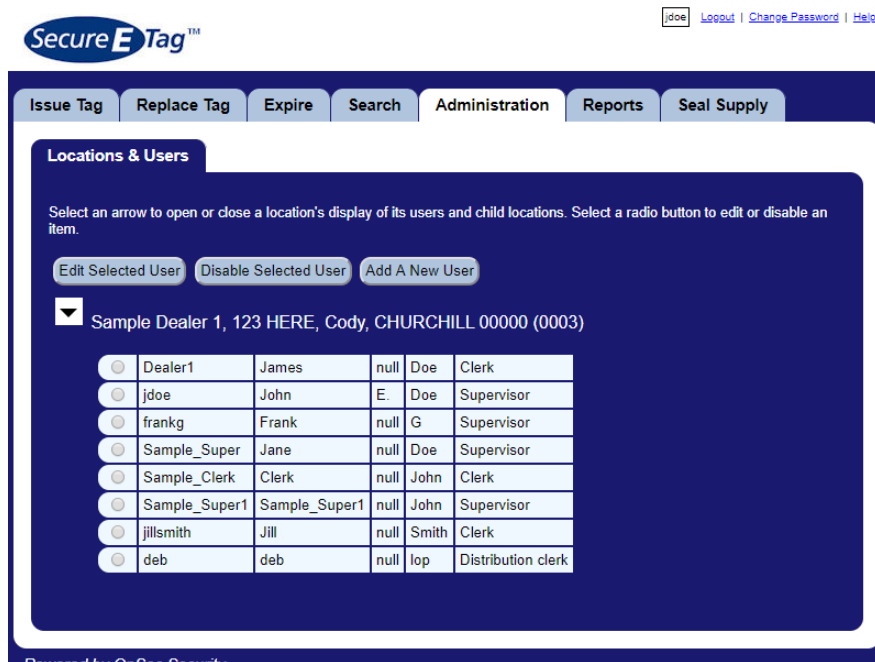 jdoe Logout | Change Password | Help
Secure E Tag™
Issue Tag Replace Tag Expire Search Administration Reports Seal Supply
Locations & Users
Select an arrow to open or close a location's display of its users and child locations. Select a radio button to edit or disable an
item.
Edit Selected User Disable Selected User Add A New User
Sample Dealer 1, 123 HERE, Cody, CHURCHILL 00000 (0003)
Dealer1 James null Doe Clerk
jdoe John E. Doe Supervisor
frankg Frank null G Supervisor
Sample_Super Jane null Doe Supervisor
Sample_Clerk Clerk null John Clerk
Sample_Super1 Sample_Super1 null John Supervisor
jillsmith Jill null Smith Clerk
deb deb null lop Distribution clerk